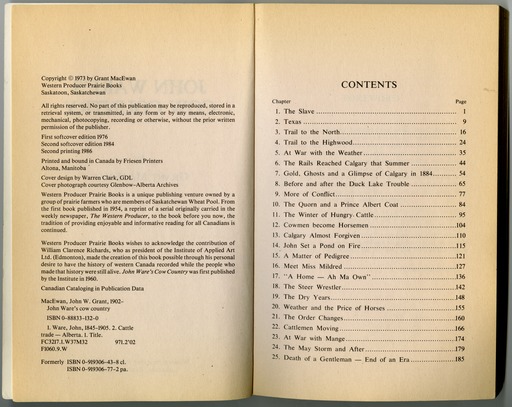 Copyright © 1973 by Grant MacEwan
Western Producer Prairie Books
Saskatoon, Saskatchewan
All rights reserved. No part of this publication may be reproduced, stored in a
retrieval system, or transmitted, in any form or by any means, electronic,
mechanical, photocopying, recording or otherwise, without the prior written
permission of the publisher.
First softcover edition 1976
Second softcover edition 1984
Second printing 1986
Printed and bound in Canada by Friesen Printers
Altona, Manitoba
Cover design by Warren Clark, GDL
Cover photograph courtesy Glenbow-Alberta Archives
Western Producer Prairie Books is a unique publishing venture owned by a
group of prairie farmers who are members of Saskatchewan Wheat Pool. From
the first book published in 1954, a reprint of a serial originally carried in the
weekly newspaper, The Western Producer, to the book before you now, the
tradition of providing enjoyable and informative reading for all Canadians is
continued.
Western Producer Prairie Books wishes to acknowledge the contribution of
William Clarence Richards, who as president of the Institute of Applied Art
Ltd. (Edmonton), made the creation of this book possible through his personal
desire to have the history of western Canada recorded while the people who
made that history were still alive. John Ware's Cow Country was first published
by the Institute in 1960.
Canadian Cataloging in Publication Data
MacEwan, John W. Grant, 1902-
John Ware's cow country
ISBN 0-88833-132-0
1. Ware, John, 1845-1905. 2. Cattle
trade — Alberta. I. Title.
FC3217.1.W37M32 971.2'02
F1060.9.W
Formerly ISBN 0-919306-43-8 cl.
ISBN 0-919306-77-2 pa.
CONTENTS
Chapter Page
1. The Slave 1
2. Texas 9
3. Trail to the North 16
4. Trail to the Highwood 24
5. At War with the Weather 35
6. The Rails Reached Calgary that Summer 44
7. Gold, Ghosts and a Glimpse of Calgary in 1884 54
8. Before and after the Duck Lake Trouble 65
9. More of Conflict 77
10. The Quorn and a Prince Albert Coat 84
11. The Winter of Hungry Cattle 95
12. Cowmen become Horsemen 104
13. Calgary Almost Forgiven 110
14. John Set a Pond on Fire 115
15. A Matter of Pedigree 121
16. Meet Miss Mildred 127
17. "A Home — Ah Ma Own" 136
18. The Steer Wrestler 142
19. The Dry Years 148
20. Weather and the Price of Horses 155
21. The Order Changes 160
22. Cattlemen Moving 166
23. At War with Mange 174
24. The May Storm and After 179
25. Death of a Gentleman — End of an Era 185